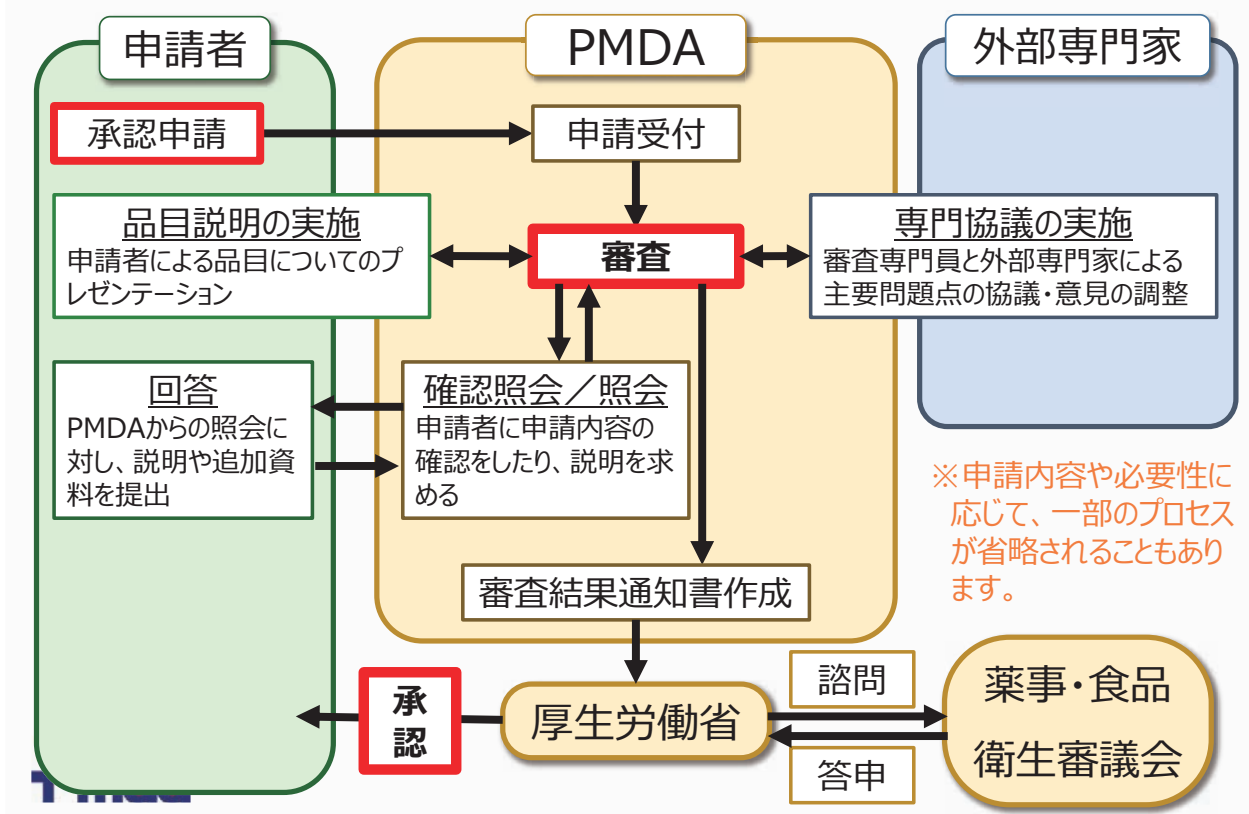 申請者
PMDA
外部専門家
承認申請
申請受付
品目説明の実施
申請者による品目についてのプ
レゼンテーション
審査
専門協議の実施
審査専門員と外部専門家による
主要問題点の協議・意見の調整
回答
PMDAからの照会に
対し、説明や追加資
料を提出
確認照会／照会
申請者に申請内容の
確認をしたり、説明を求
める
※申請内容や必要性に
応じて、一部のプロセス
が省略されることもあり
ます。
審査結果通知書作成
承
認
厚生労働省
諮問
答申
薬事・食品
衛生審議会